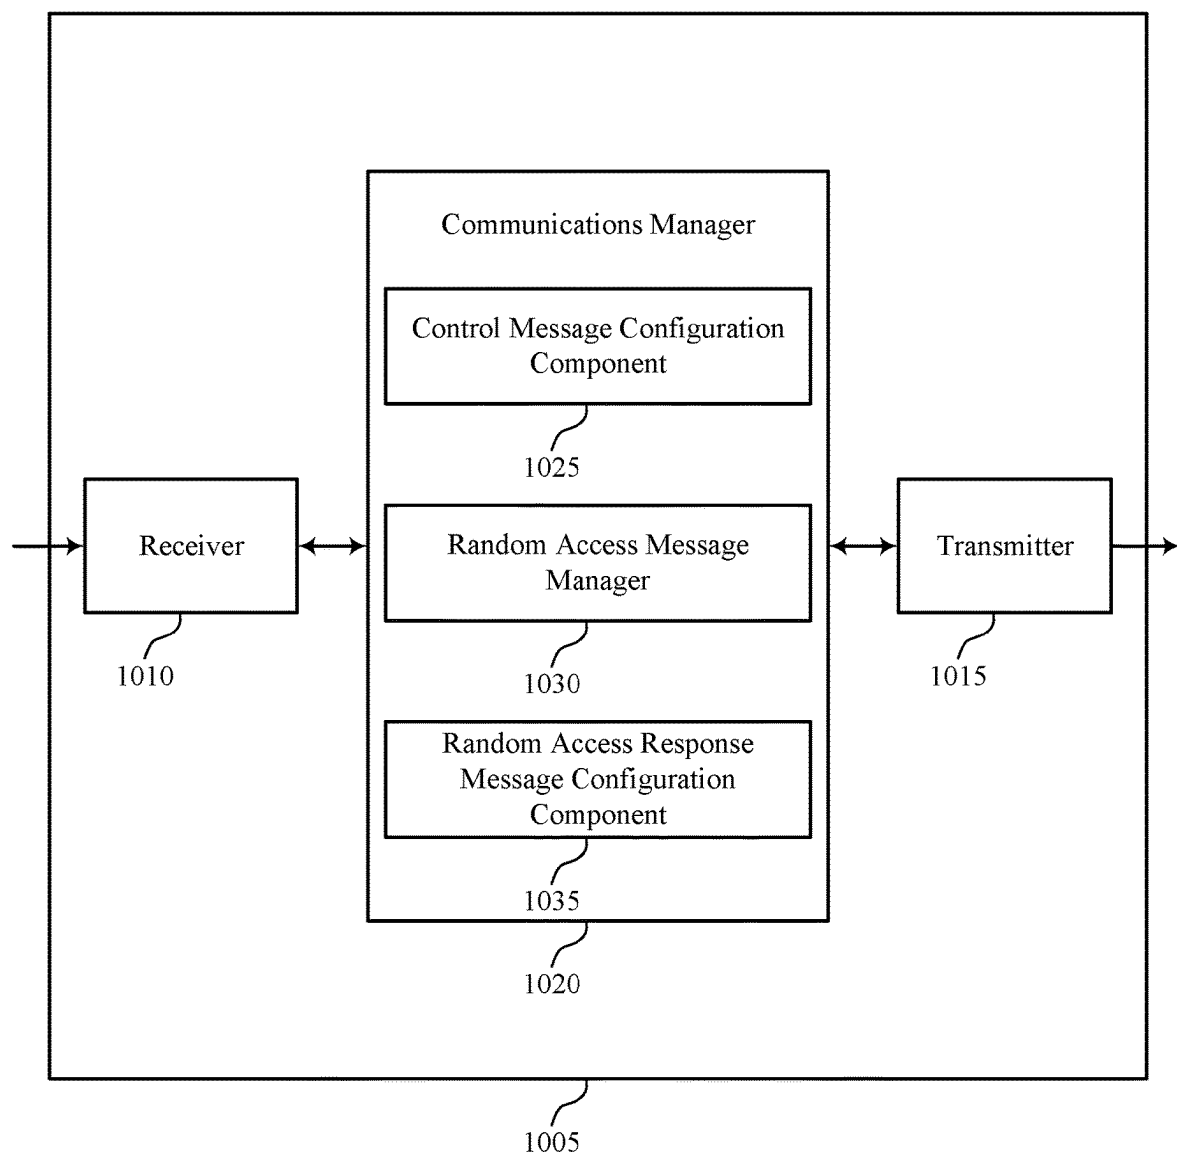 Communications Manager
Control Message Configuration
Component
1025
Receiver
1010
Random Access Message
Manager
1030
Transmitter
1015
Random Access Response
Message Configuration
Component
1035
1020
1005